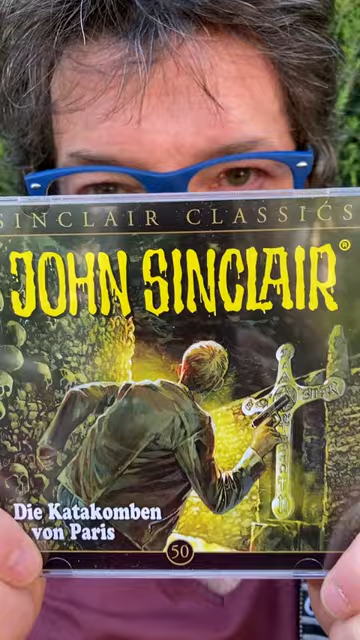 SINCLAIR CLASSICS
JOHN SINCLAIR®
Die Katakomben
von Paris
50